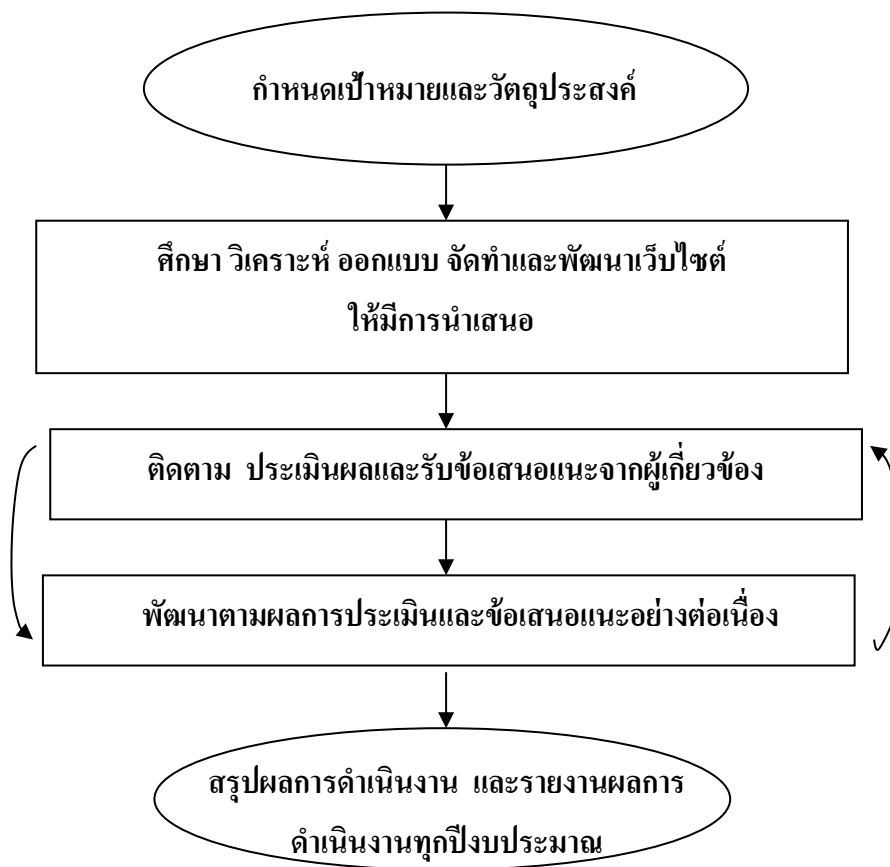 กำหนดเป้าหมายและวัตถุประสงค์
ศึกษา วิเคราะห์ ออกแบบ จัดทำและพัฒนาเว็บไซต์
ให้มีการนำเสนอ
ติดตาม ประเมินผลและรับข้อเสนอแนะจากผู้เกี่ยวข้อง
พัฒนาตามผลการประเมินและข้อเสนอแนะอย่างต่อเนื่อง
สรุปผลการดำเนินงาน และรายงานผลการ
ดำเนินงานทุกปีงบประมาณ